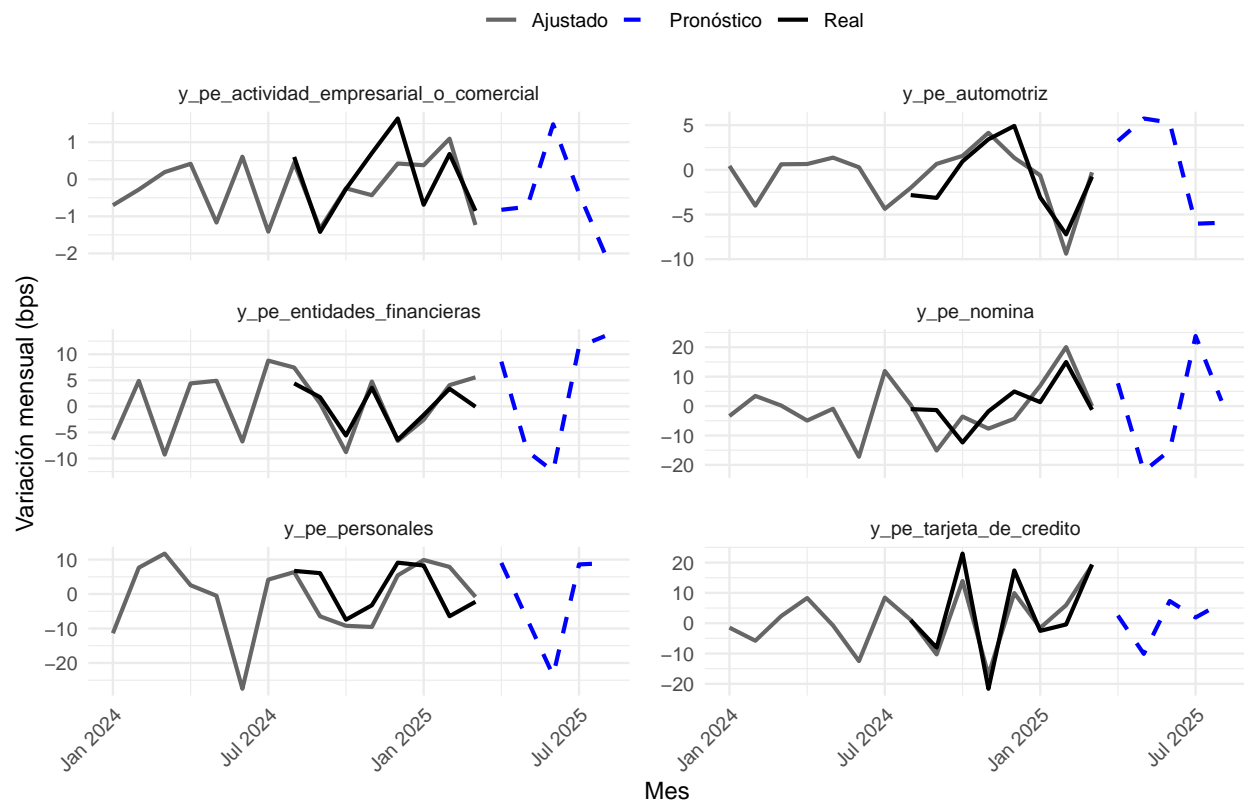 Ajustado Pronóstico Real
y_pe_actividad_empresarial_o_comercial
1
0
−1
−2
y_pe_automotriz
5
0
−5
−10
y_pe_entidades_financieras
10
5
0
−5
−10
y_pe_nomina
20
10
0
−10
−20
y_pe_personales
10
0
−10
−20
y_pe_tarjeta_de_credito
20
10
0
−10
−20
Jan 2024
Jul 2024
Jan 2025
Jul 2025
Jan 2024
Jul 2024
Jan 2025
Jul 2025
Mes
Variación mensual (bps)